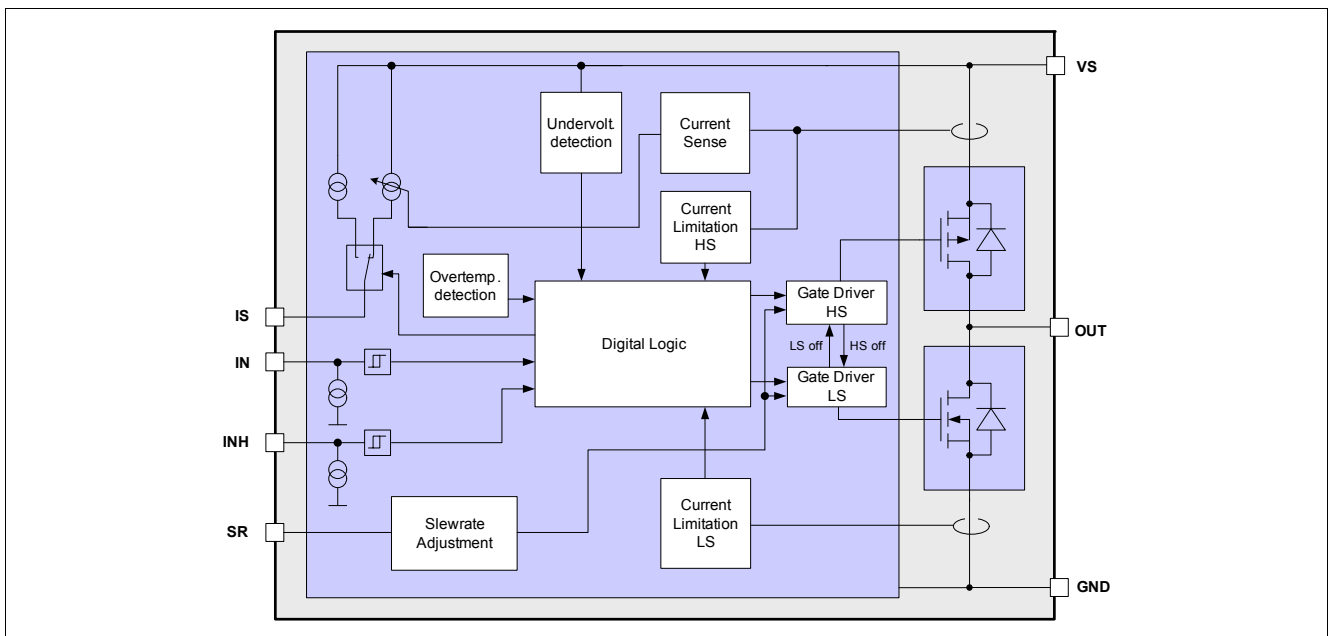 VS
Undervolt.
detection
Current
Sense
Current
Limitation
HS
Overtemp.
detection
Gate Driver
HS
IS
OUT
Digital Logic
LS off
HS off
IN
Gate Driver
LS
INH
Current
Limitation
LS
SR
Slewrate
Adjustment
GND